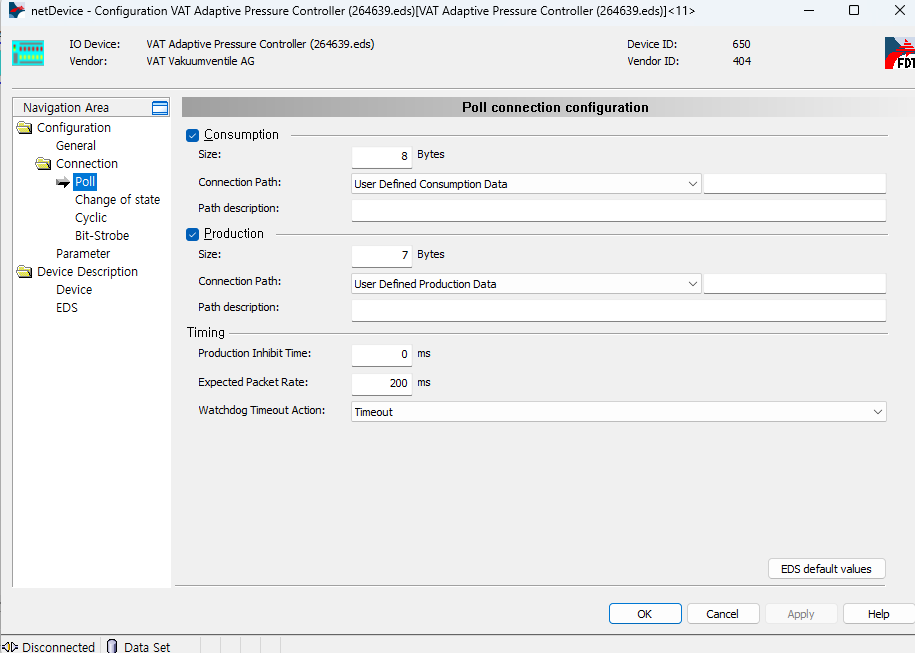 netDevice - Configuration VAT Adaptive Pressure Controller (264639.eds)[VAT Adaptive Pressure Controller (264639.eds)]<11>
IO Device: VAT Adaptive Pressure Controller (264639.eds) Device ID: 650
Vendor: VAT Vakuumventile AG Vendor ID: 404
FDT
Navigation Area
Configuration
General
Connection
Poll
Change of state
Cyclic
Bit-Strobe
Parameter
Device Description
Device
EDS
Poll connection configuration
Consumption
Size: 8 Bytes
Connection Path: User Defined Consumption Data
Path description:
Production
Size: 7 Bytes
Connection Path: User Defined Production Data
Path description:
Timing
Production Inhibit Time: 0 ms
Expected Packet Rate: 200 ms
Watchdog Timeout Action: Timeout
EDS default values
OK Cancel Apply Help
Disconnected Data Set